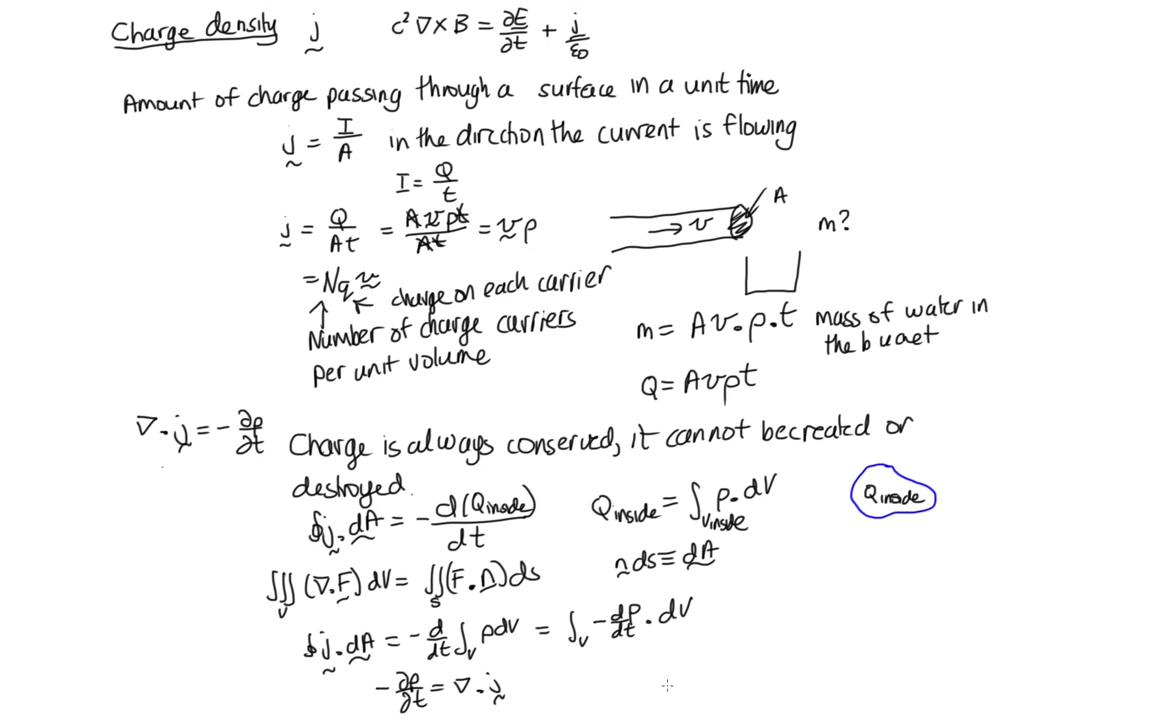 Charge density j̰ c² ∇×B = ∂E/∂t + j/ε0
Amount of charge passing through a surface in a unit time
j̰ = I/A in the dirction the current is flowing
I = Q/t
j̰ = Q/At = Avρt/At = v̰ρ
→ v
A
m?
= Nqv̰
charge on each carrier
Number of charge carriers
per unit volume
m = Av.ρ.t mass of water in
the bucket
Q = Avρt
∇.j̰ = -∂ρ/∂t Charge is always conserved, it cannot be created or
destroyed.
∮j̰.dA̰ = -d(Qinside)/dt Qinside = ∫Vinside ρ.dV
Qinside
∭V (∇.F̰)dV = ∬S (F.n)ds n̰ds ≡ dA̰
∮j̰.dA̰ = -d/dt ∫V ρdV = ∫V -dρ/dt . dV
-∂ρ/∂t = ∇.j̰